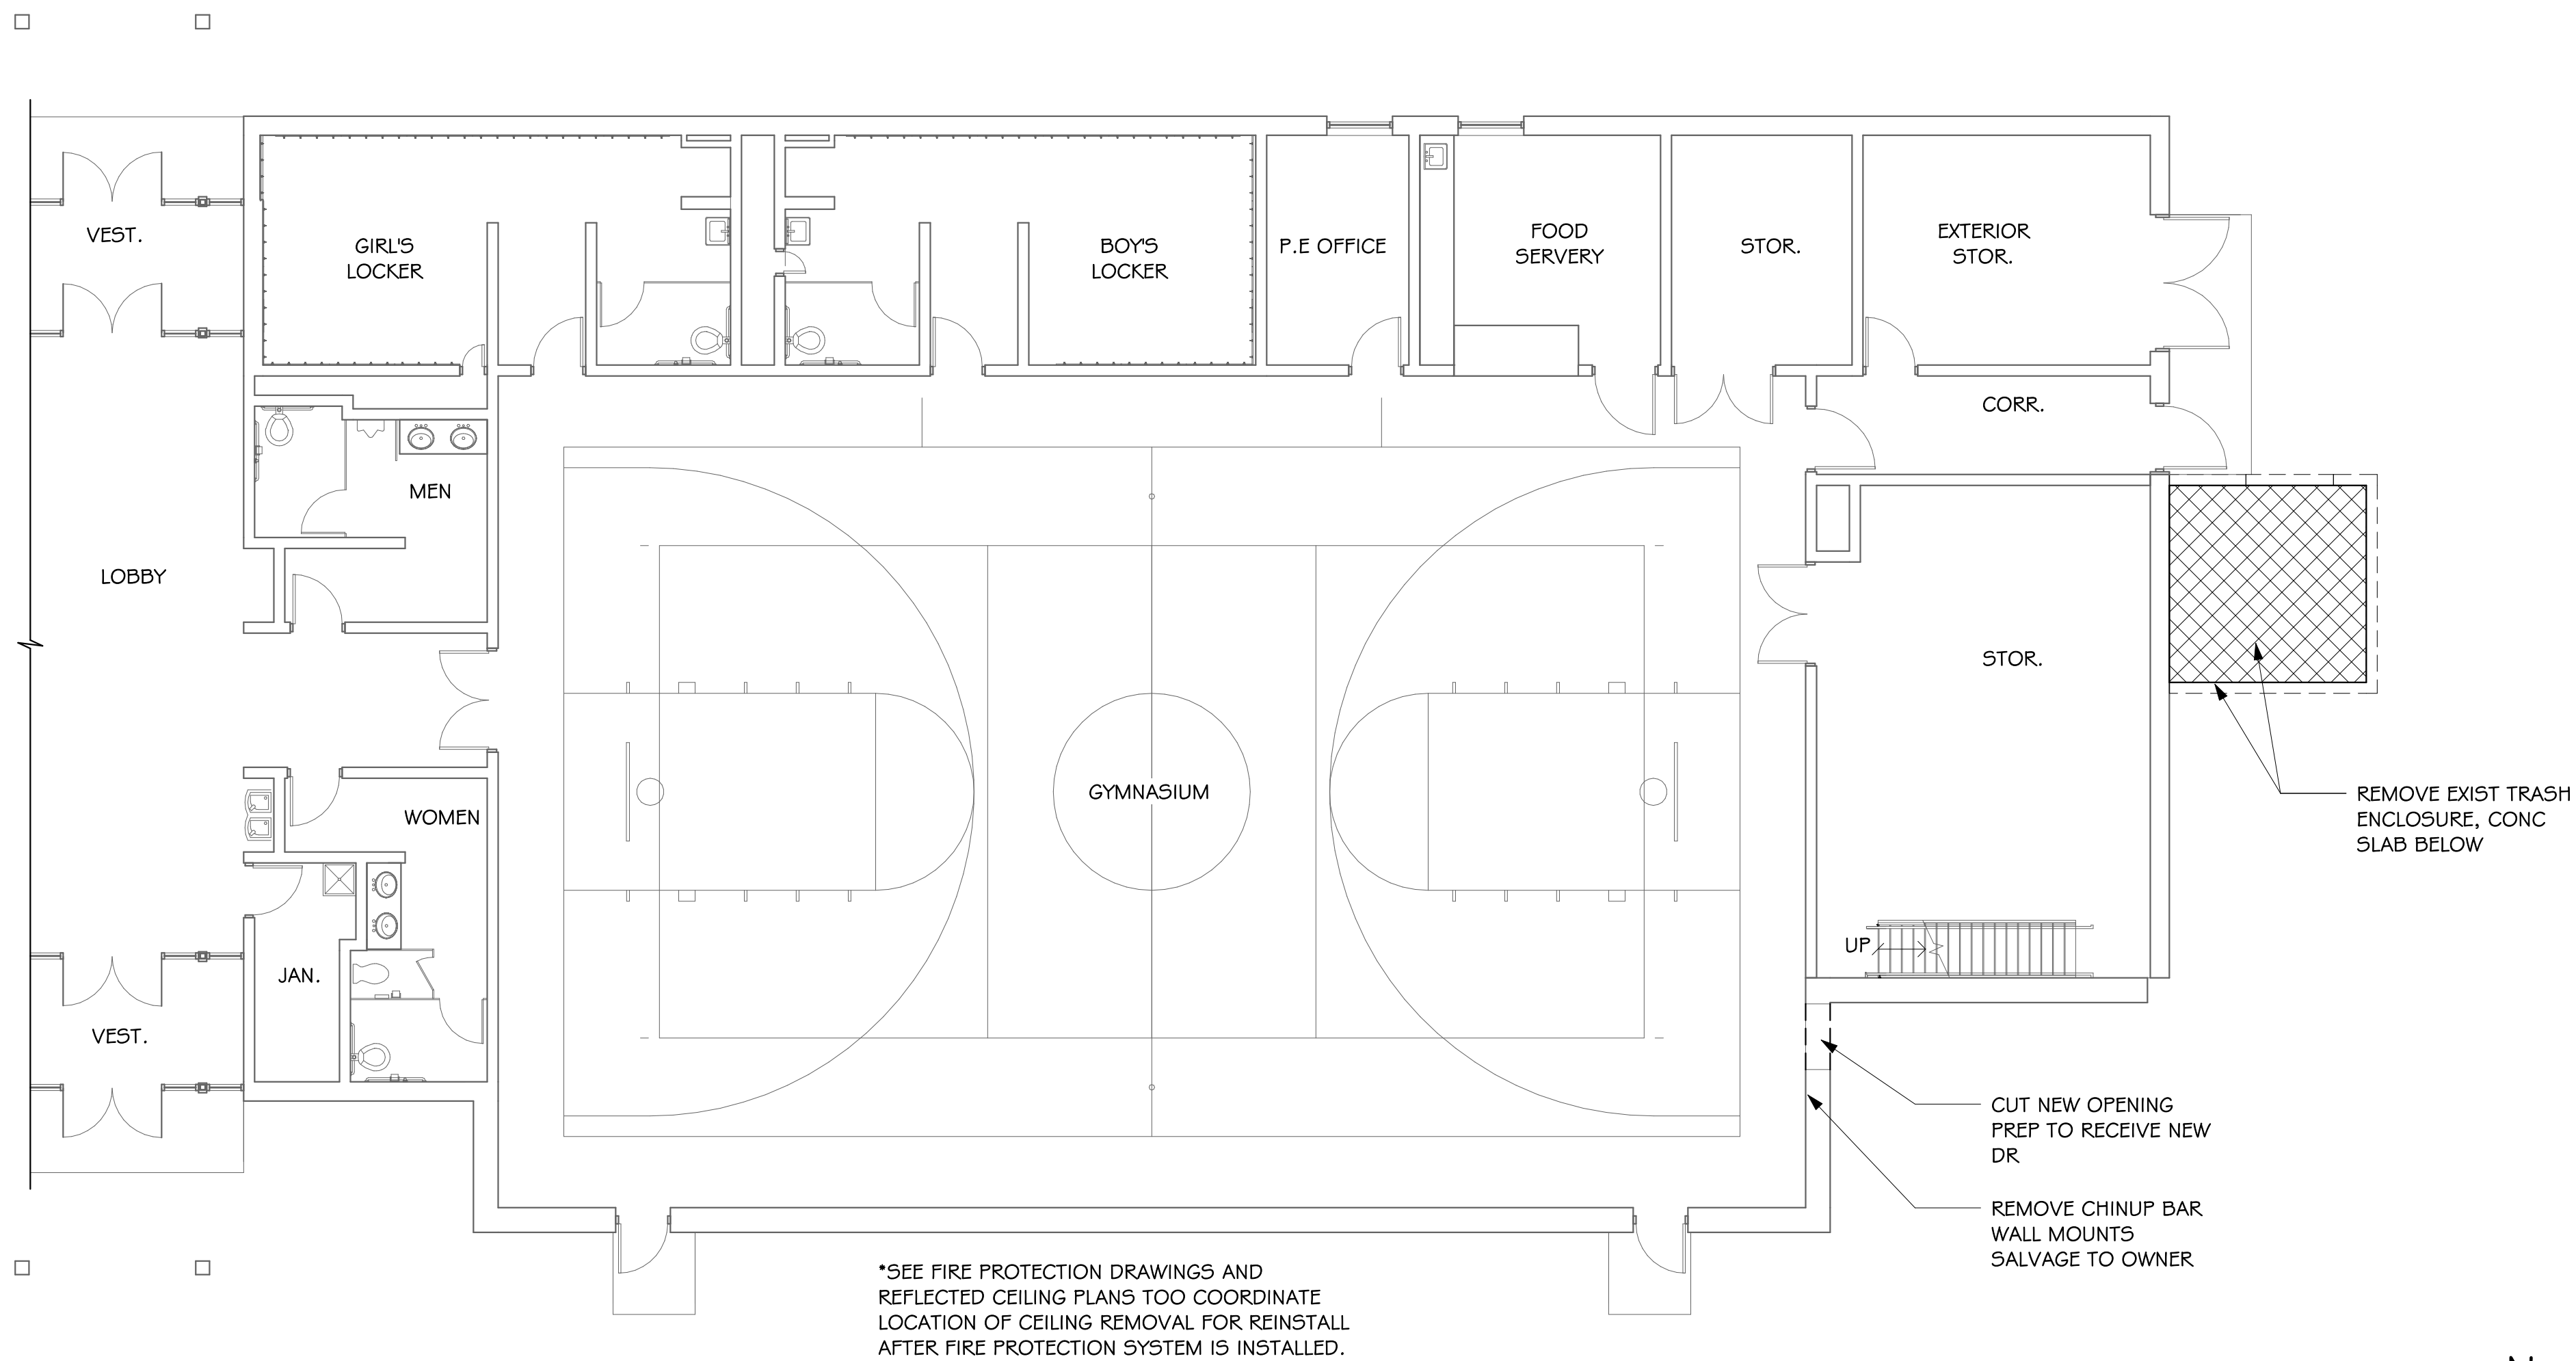 VEST.
GIRL'S
LOCKER
BOY'S
LOCKER
P.E OFFICE
FOOD
SERVERY
STOR.
EXTERIOR
STOR.
CORR.
MEN
LOBBY
STOR.
GYMNASIUM
WOMEN
REMOVE EXIST TRASH
ENCLOSURE, CONC
SLAB BELOW
UP
JAN.
VEST.
CUT NEW OPENING
PREP TO RECEIVE NEW
DR
REMOVE CHINUP BAR
WALL MOUNTS
SALVAGE TO OWNER
*SEE FIRE PROTECTION DRAWINGS AND
REFLECTED CEILING PLANS TOO COORDINATE
LOCATION OF CEILING REMOVAL FOR REINSTALL
AFTER FIRE PROTECTION SYSTEM IS INSTALLED.